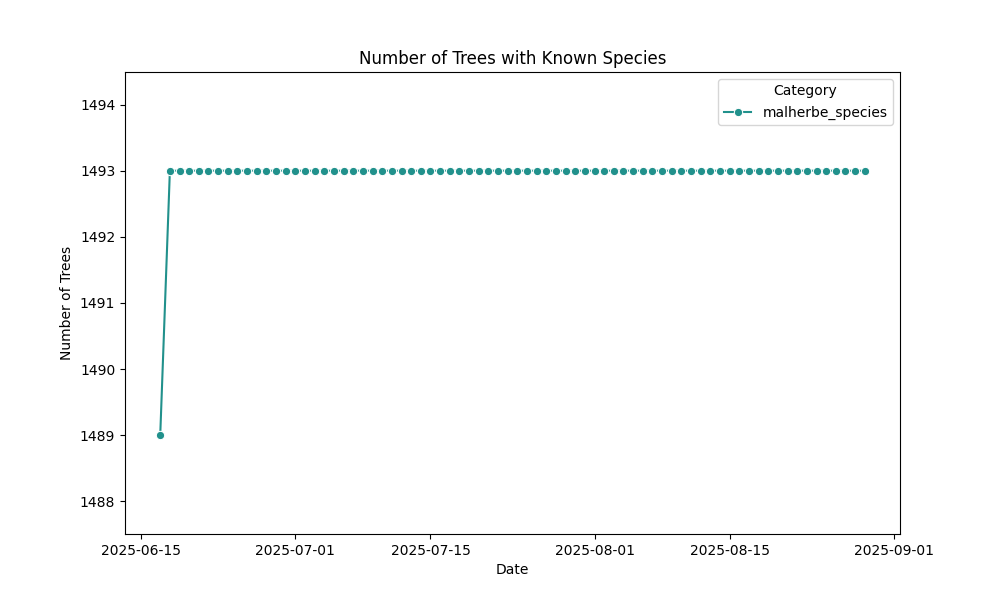 Number of Trees with Known Species
Category
malherbe_species
1494
1493
1492
1491
1490
1489
1488
Number of Trees
2025-06-15
2025-07-01
2025-07-15
2025-08-01
2025-08-15
2025-09-01
Date